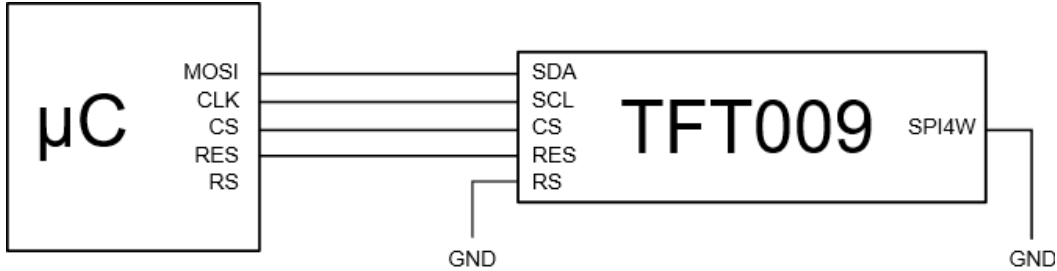 µC
MOSI
CLK
CS
RES
RS
SDA
SCL
CS
RES
RS
TFT009
SPI4W
GND
GND